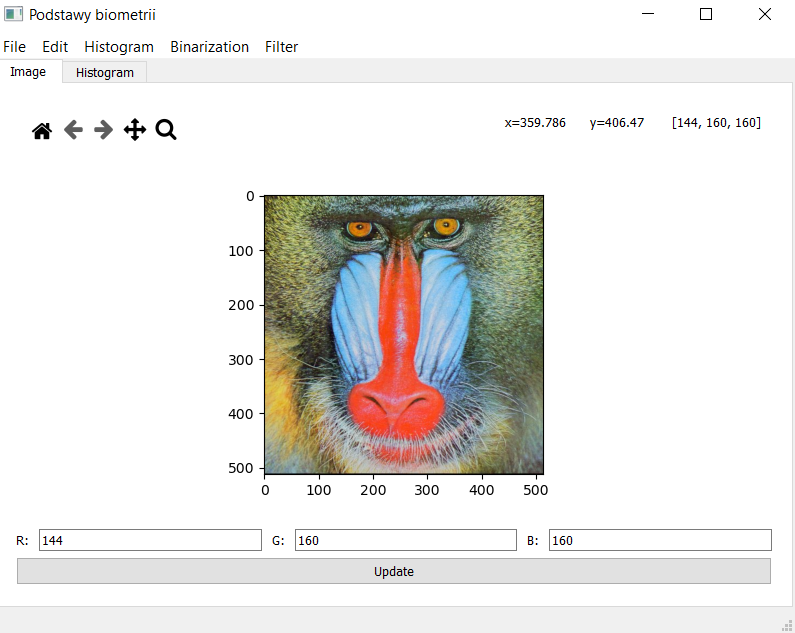 Podstawy biometrii
File Edit Histogram Binarization Filter
Image Histogram
x=359.786 y=406.47 [144, 160, 160]
0
100
200
300
400
500
0 100 200 300 400 500
R: 144 G: 160 B: 160
Update